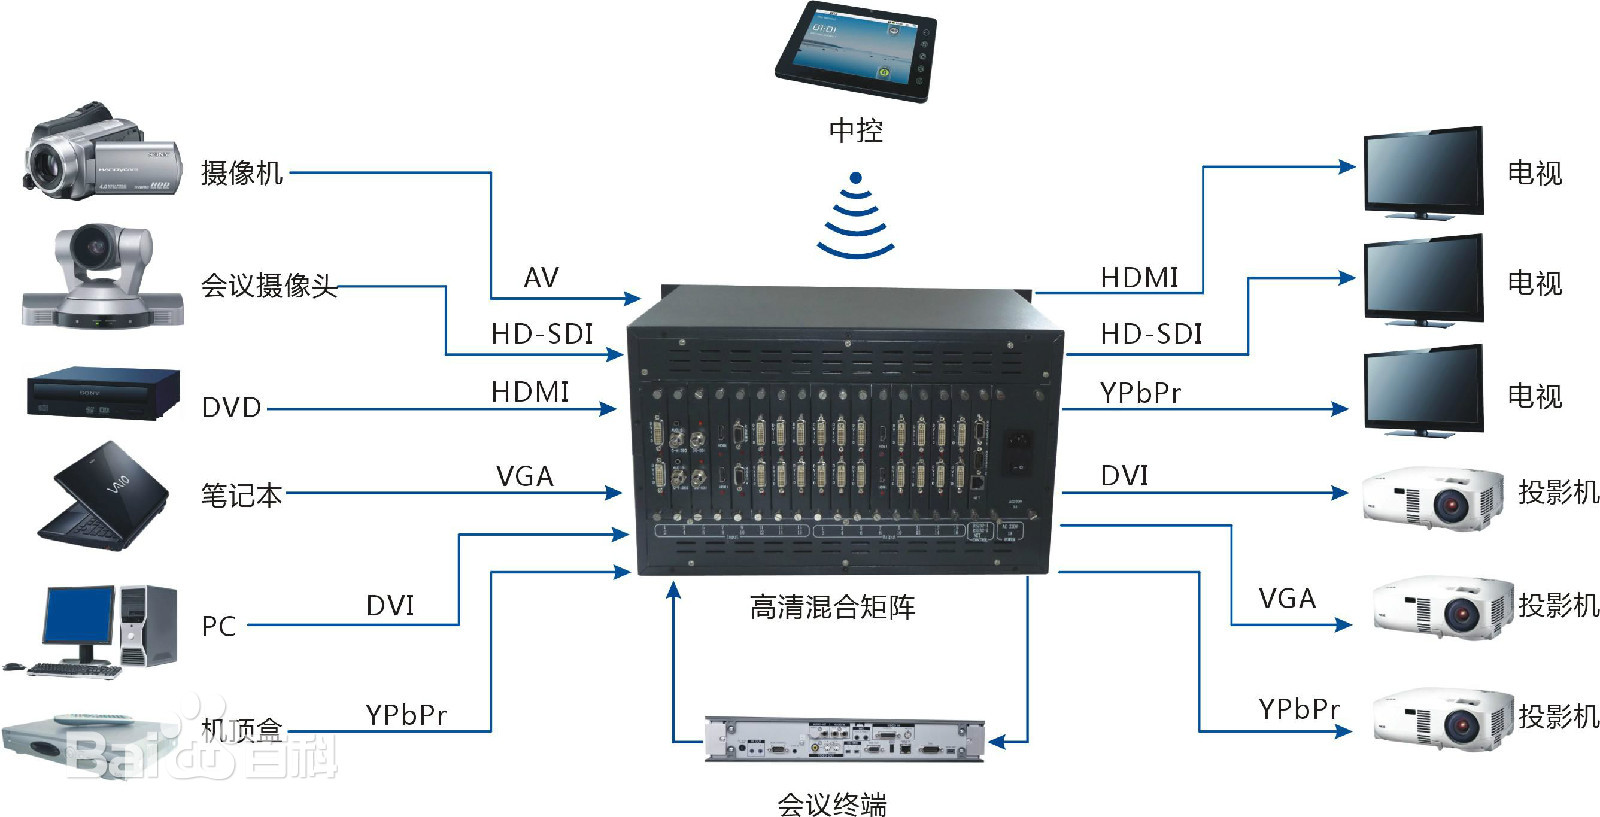 中控
摄像机
AV
HDMI
电视
会议摄像头
HD-SDI
HD-SDI
电视
SONY
DVD
HDMI
YPbPr
电视
VAIO
笔记本
VGA
DVI
投影机
高清混合矩阵
PC
DVI
VGA
投影机
机顶盒
YPbPr
YPbPr
投影机
Bai百科
会议终端